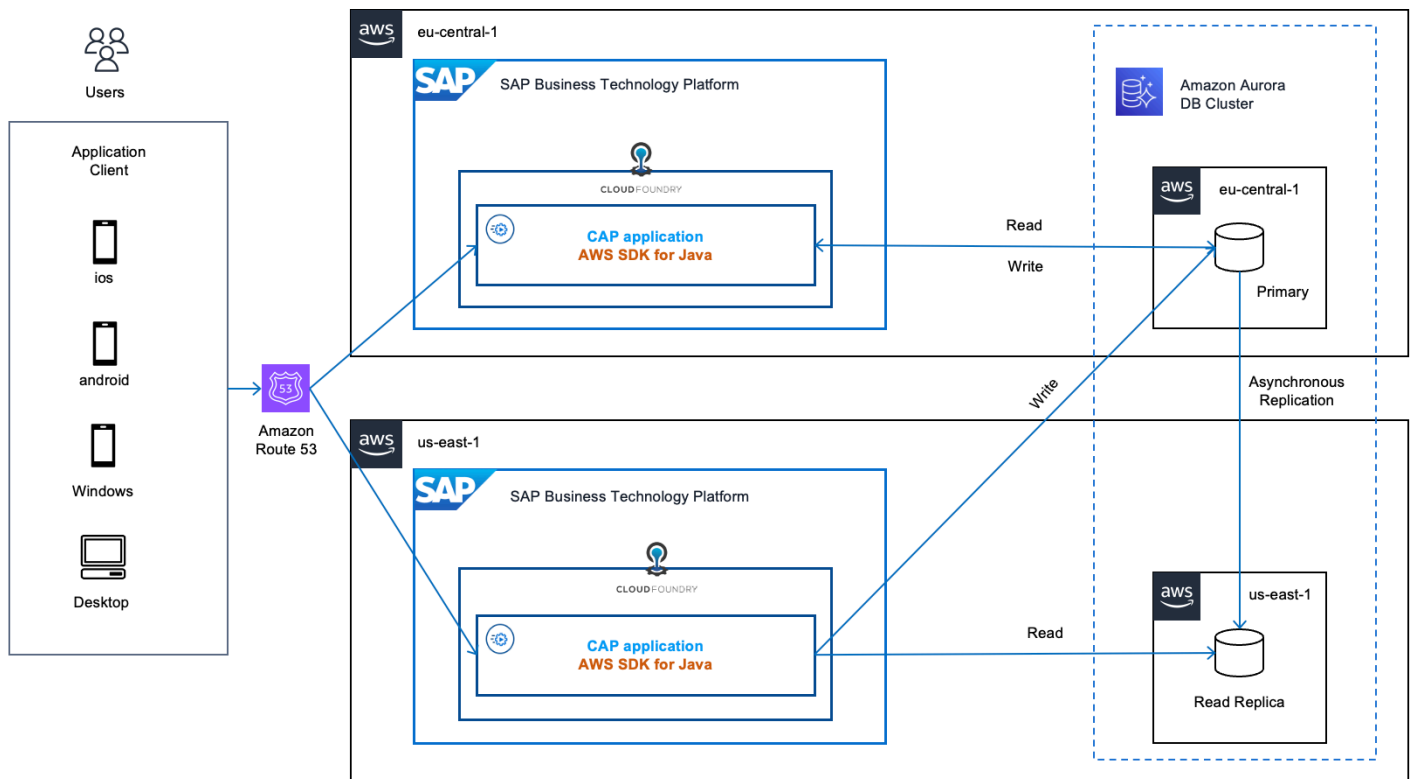 Users
Application
Client
ios
android
Windows
Desktop
53
Amazon
Route 53
aws
eu-central-1
SAP
SAP Business Technology Platform
CLOUDFOUNDRY
CAP application
AWS SDK for Java
Read
Write
Amazon Aurora
DB Cluster
aws
eu-central-1
Primary
Write
Asynchronous
Replication
aws
us-east-1
SAP
SAP Business Technology Platform
CLOUDFOUNDRY
CAP application
AWS SDK for Java
Read
aws
us-east-1
Read Replica